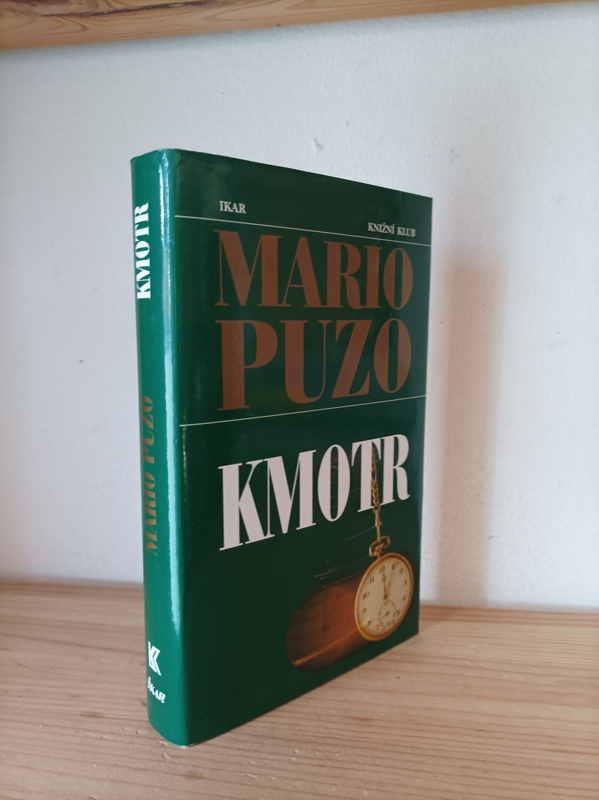 KMOTR
MARIO PUZO
IKAR
IKAR
KNIŽNÍ KLUB
MARIO
PUZO
KMOTR